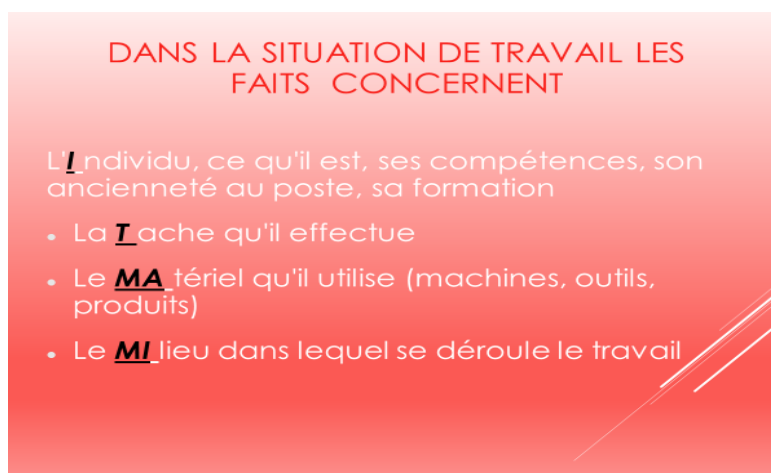 DANS LA SITUATION DE TRAVAIL LES
FAITS CONCERNENT
L'I ndividu, ce qu'il est, ses compétences, son
ancienneté au poste, sa formation
• La T ache qu'il effectue
• Le MA tériel qu'il utilise (machines, outils,
produits)
• Le MI lieu dans lequel se déroule le travail